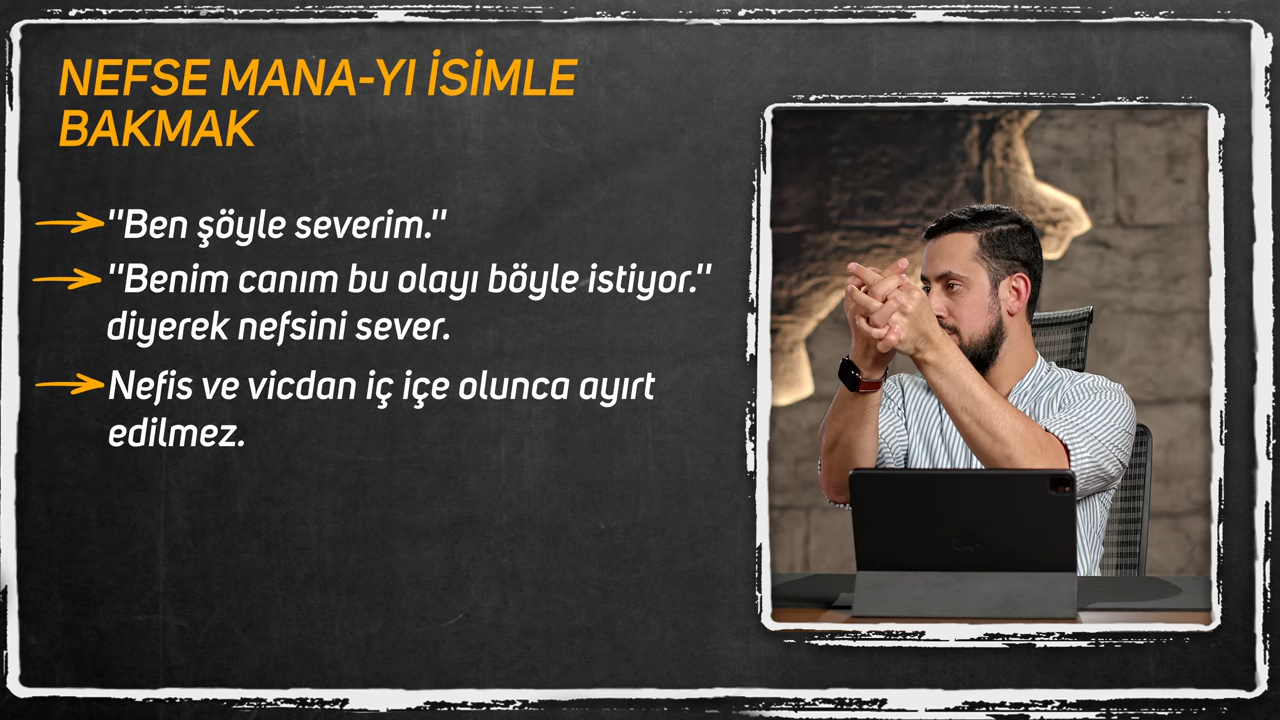 NEFSE MANA-YI İSİMLE
BAKMAK
"Ben şöyle severim."
"Benim canım bu olayı böyle istiyor."
diyerek nefsini sever.
Nefis ve vicdan iç içe olunca ayırt
edilmez.